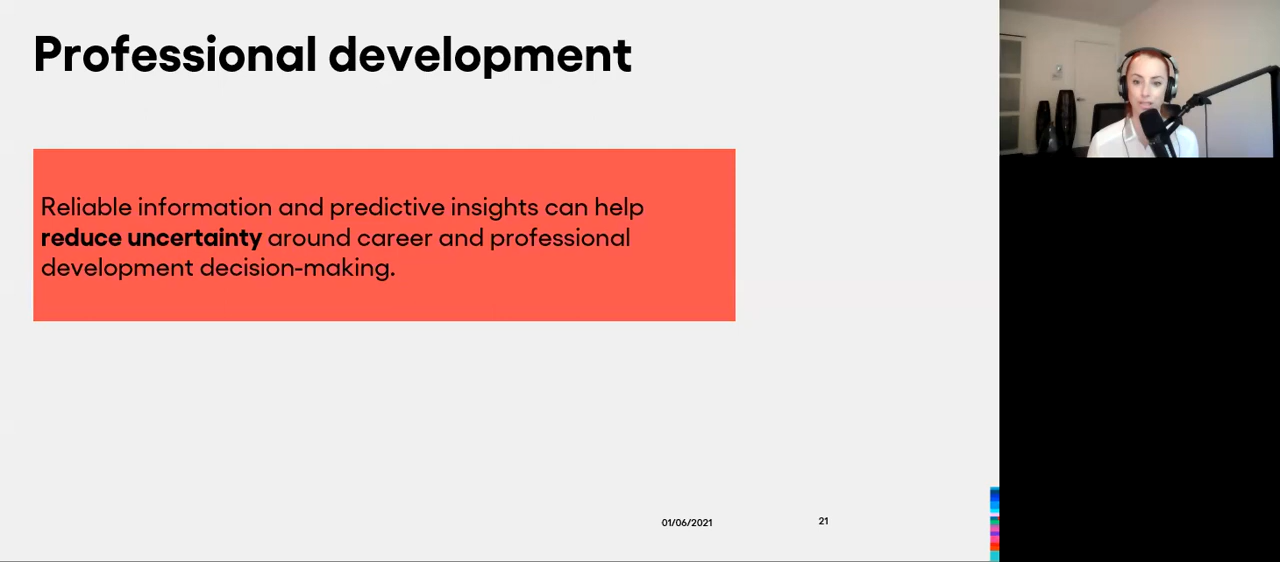 Professional development
Reliable information and predictive insights can help
reduce uncertainty around career and professional
development decision-making.
01/06/2021
21